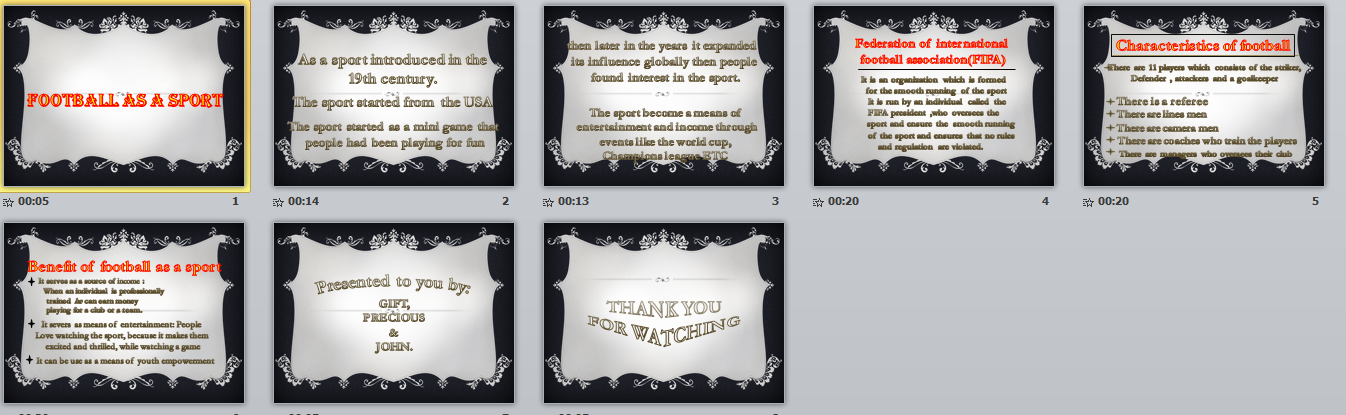 FOOTBALL AS A SPORT
00:05 1
As a sport introduced in the
19th century.
The sport started from the USA
The sport started as a mini game that
people had been playing for fun
00:14 2
then later in the years it expanded
its influence globally then people
found interest in the sport.
The sport become a means of
entertainment and income through
events like the world cup,
Champions league ETC
00:13 3
Federation of international
football association(FIFA)
It is an organization which is formed
for the smooth running of the sport
It is run by an individual called the
FIFA president ,who oversees the
sport and ensure the smooth running
of the sport and ensures that no rules
and regulation are violated.
00:20 4
Characteristics of football
There are 11 players which consists of the striker,
Defender , attackers and a goalkeeper
There is a referee
There are lines men
There are camera men
There are coaches who train the players
There are managers who oversees their club
00:20 5
Benefit of football as a sport
It serves as a source of income :
When an individual is professionally
trained he can earn money
playing for a club or a team.
It severs as means of entertainment: People
Love watching the sport, because it makes them
excited and thrilled, while watching a game
It can be use as a means of youth empowerment
Presented to you by:
GIFT,
PRECIOUS
&
JOHN.
THANK YOU
FOR WATCHING